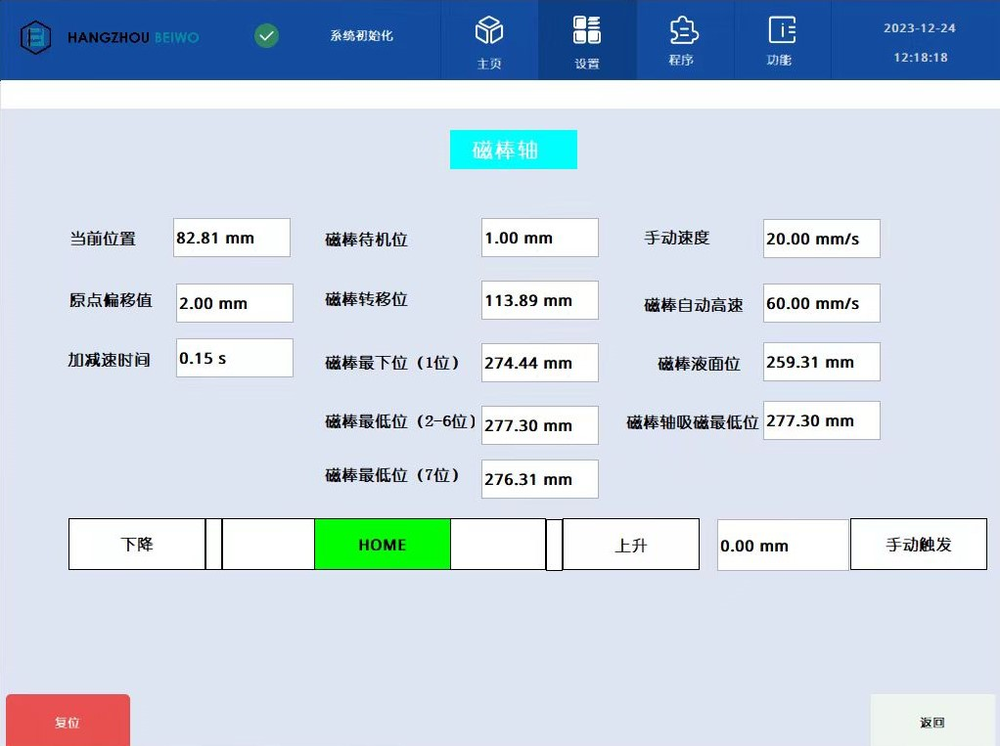 HANGZHOU BEIWO
系统初始化
主页
设置
程序
功能
2023-12-24
12:18:18
磁棒轴
当前位置 82.81 mm 磁棒待机位 1.00 mm 手动速度 20.00 mm/s
原点偏移值 2.00 mm 磁棒转移位 113.89 mm 磁棒自动高速 60.00 mm/s
加减速时间 0.15 s 磁棒最下位（1位） 274.44 mm 磁棒液面位 259.31 mm
磁棒最低位（2-6位） 277.30 mm 磁棒轴吸磁最低位 277.30 mm
磁棒最低位（7位） 276.31 mm
下降 HOME 上升 0.00 mm 手动触发
复位 返回